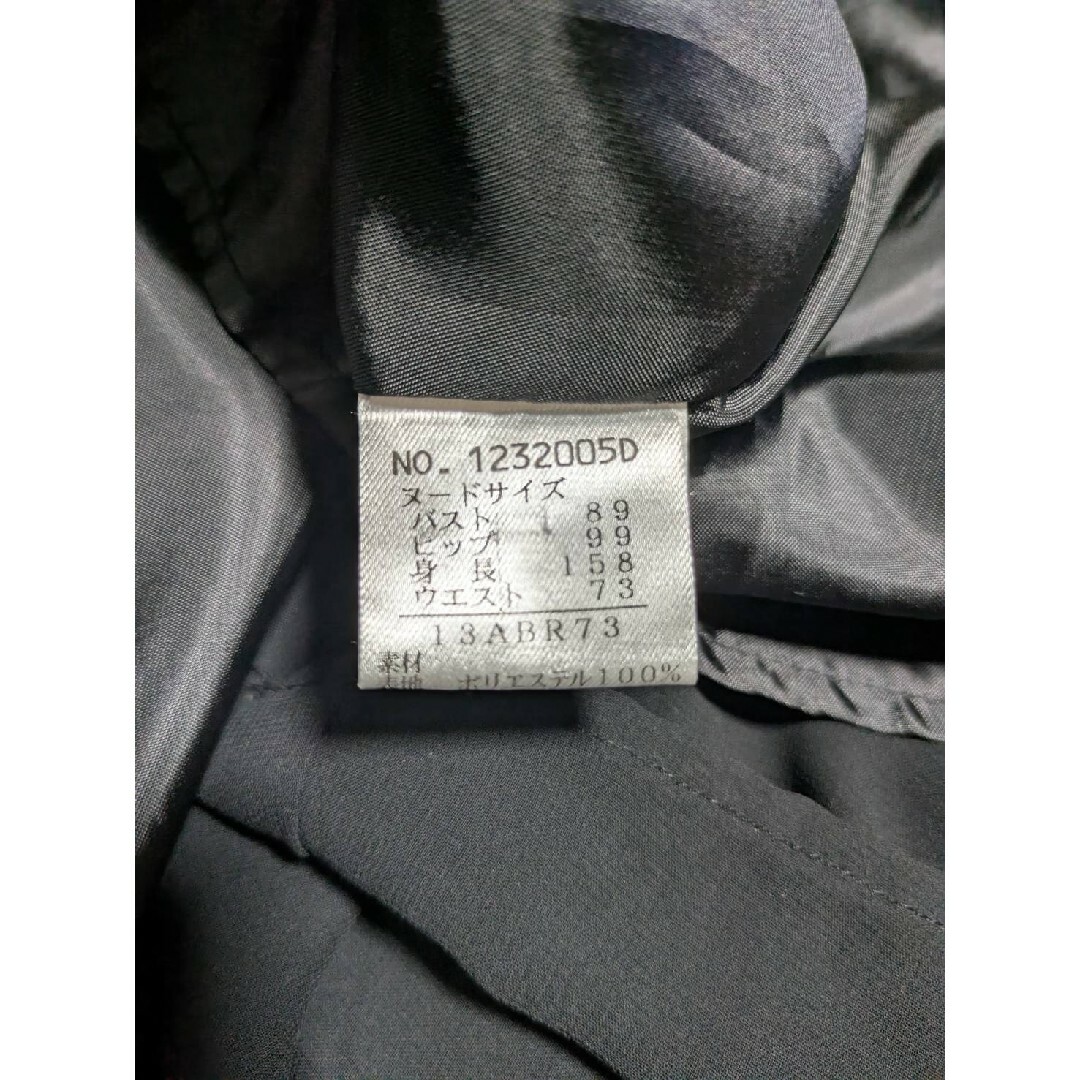 NO. 1232005D
ヌードサイズ
バスト 89
ヒップ 99
身長 158
ウエスト 73
13ABR73
素材
表地 ポリエステル100%